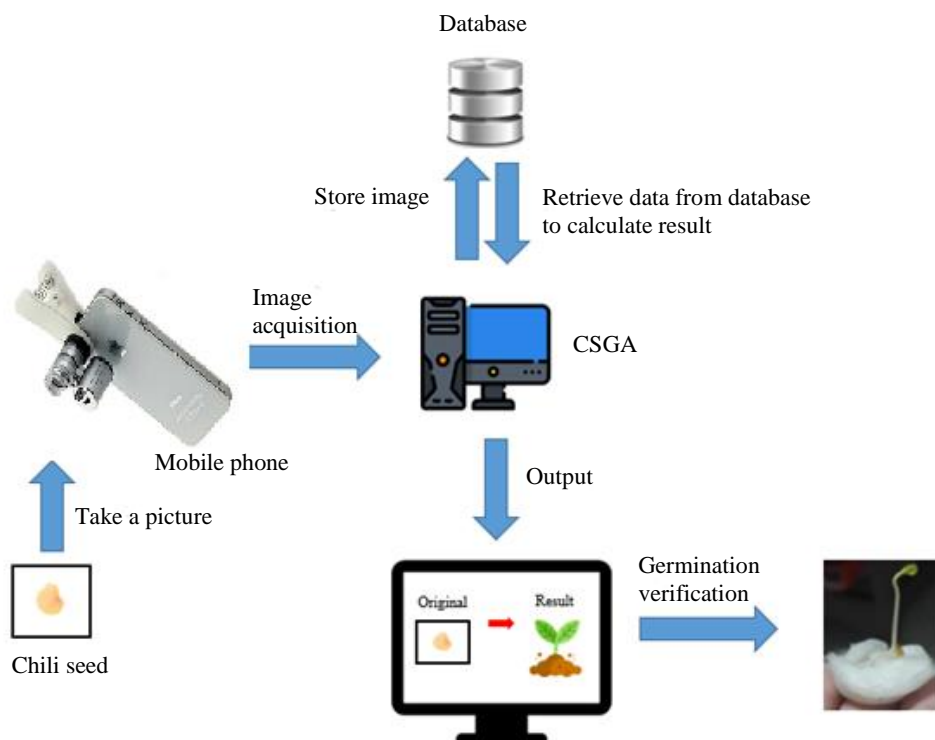 Database
Store image
Retrieve data from database
to calculate result
Image
acquisition
CSGA
Mobile phone
Take a picture
Chili seed
Output
Original
Result
Germination
verification